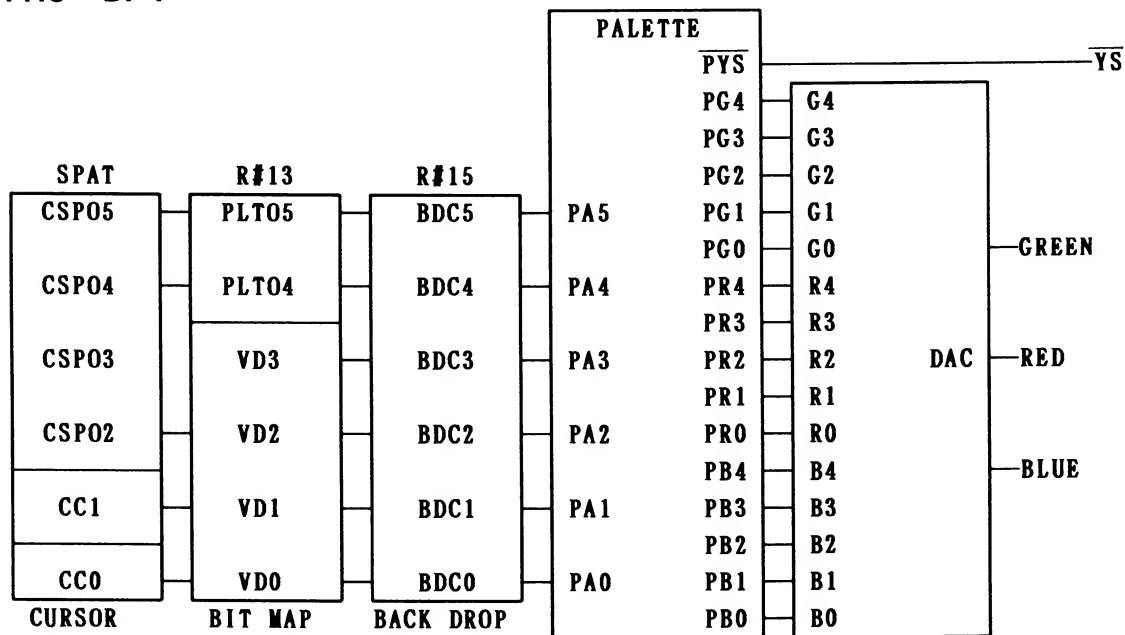 PALETTE
PYS YS
PG4 G4
PG3 G3
SPAT R#13 R#15 PG2 G2
CSPO5 PLTO5 BDC5 PA5 PG1 G1
PG0 G0 GREEN
CSPO4 PLTO4 BDC4 PA4 PR4 R4
PR3 R3
CSPO3 VD3 BDC3 PA3 PR2 R2 DAC RED
PR1 R1
CSPO2 VD2 BDC2 PA2 PR0 R0
PB4 B4 BLUE
CC1 VD1 BDC1 PA1 PB3 B3
PB2 B2
CC0 VD0 BDC0 PA0 PB1 B1
CURSOR BIT MAP BACK DROP PB0 B0